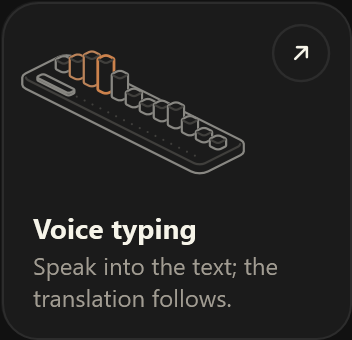 Voice typing
Speak into the text; the
translation follows.